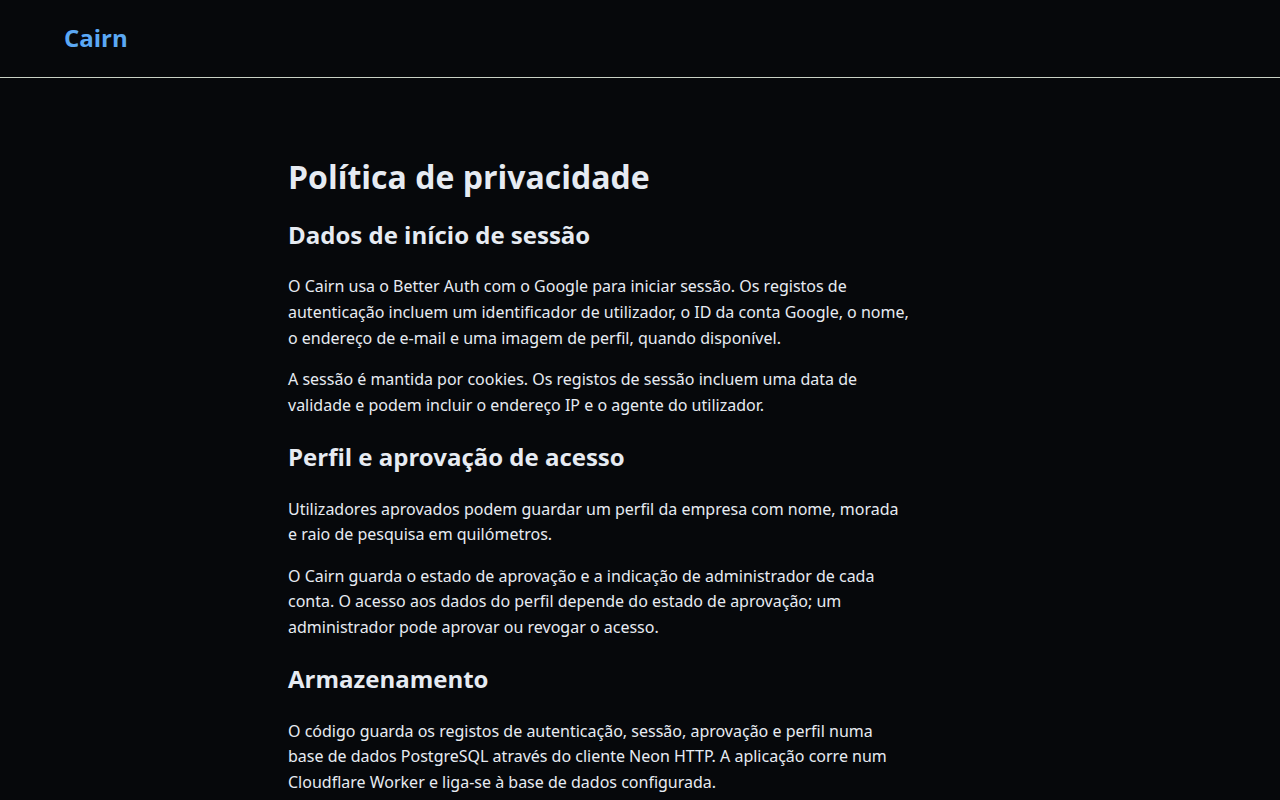 Cairn
Política de privacidade
Dados de início de sessão
O Cairn usa o Better Auth com o Google para iniciar sessão. Os registos de
autenticação incluem um identificador de utilizador, o ID da conta Google, o nome,
o endereço de e-mail e uma imagem de perfil, quando disponível.
A sessão é mantida por cookies. Os registos de sessão incluem uma data de
validade e podem incluir o endereço IP e o agente do utilizador.
Perfil e aprovação de acesso
Utilizadores aprovados podem guardar um perfil da empresa com nome, morada
e raio de pesquisa em quilómetros.
O Cairn guarda o estado de aprovação e a indicação de administrador de cada
conta. O acesso aos dados do perfil depende do estado de aprovação; um
administrador pode aprovar ou revogar o acesso.
Armazenamento
O código guarda os registos de autenticação, sessão, aprovação e perfil numa
base de dados PostgreSQL através do cliente Neon HTTP. A aplicação corre num
Cloudflare Worker e liga-se à base de dados configurada.